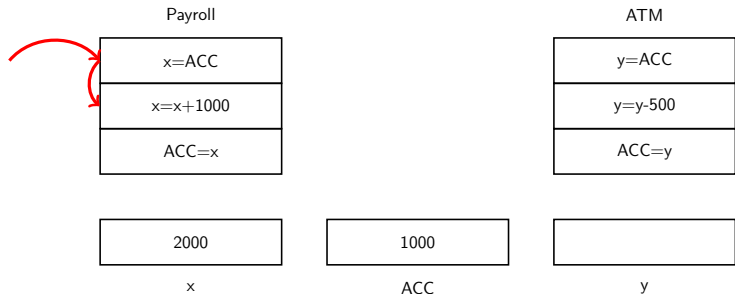 Payroll
ATM
x=ACC
y=ACC
x=x+1000
y=y-500
ACC=x
ACC=y
2000
1000
x
ACC
y